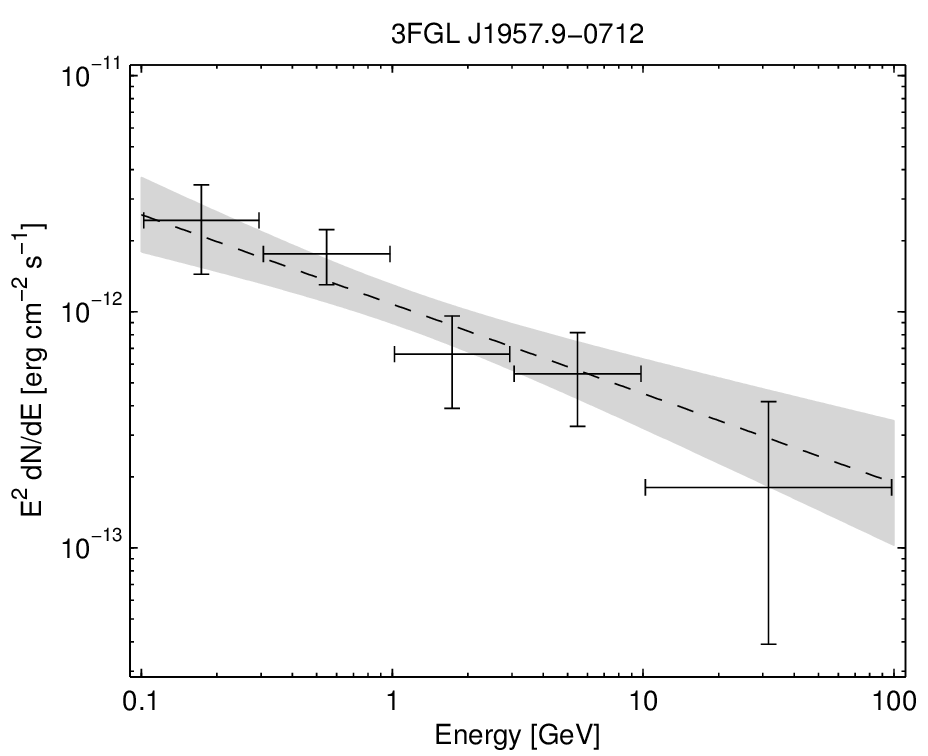 3FGL J1957.9−0712
10⁻¹¹
10⁻¹²
10⁻¹³
E² dN/dE [erg cm⁻² s⁻¹]
0.1 1 10 100
Energy [GeV]